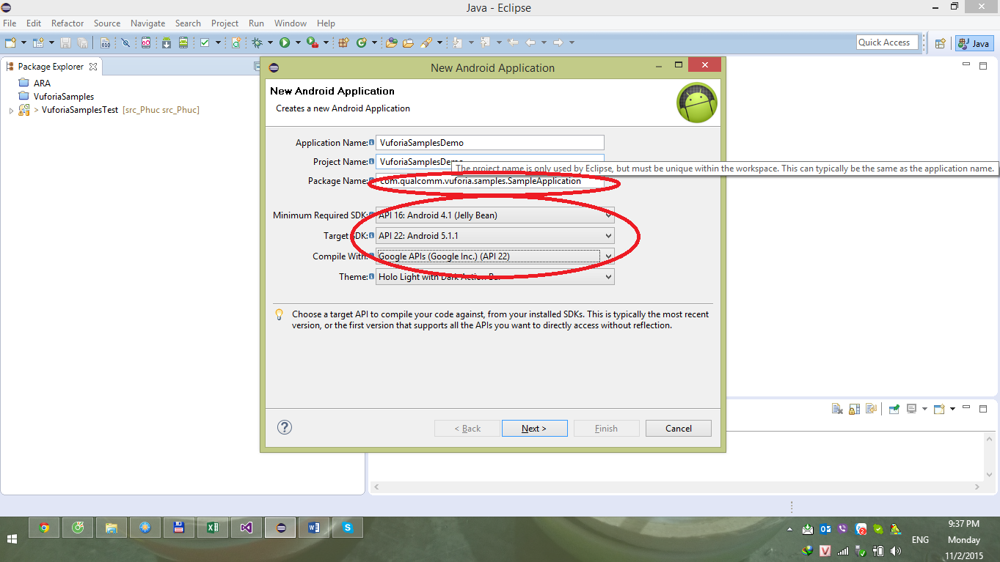 Java - Eclipse
File Edit Refactor Source Navigate Search Project Run Window Help
Quick Access
Java
Package Explorer
ARA
VuforiaSamples
> VuforiaSamplesTest [src_Phuc src_Phuc]
New Android Application
New Android Application
Creates a new Android Application
Application Name: VuforiaSamplesDemo
Project Name: VuforiaSamplesDemo
The project name is only used by Eclipse, but must be unique within the workspace. This can typically be the same as the application name.
Package Name: com.qualcomm.vuforia.samples.SampleApplication
Minimum Required SDK: API 16: Android 4.1 (Jelly Bean)
Target SDK: API 22: Android 5.1.1
Compile With: Google APIs (Google Inc.) (API 22)
Theme: Holo Light with Dark Action Bar
Choose a target API to compile your code against, from your installed SDKs. This is typically the most recent
version, or the first version that supports all the APIs you want to directly access without reflection.
? < Back Next > Finish Cancel
9:37 PM
ENG Monday
11/2/2015